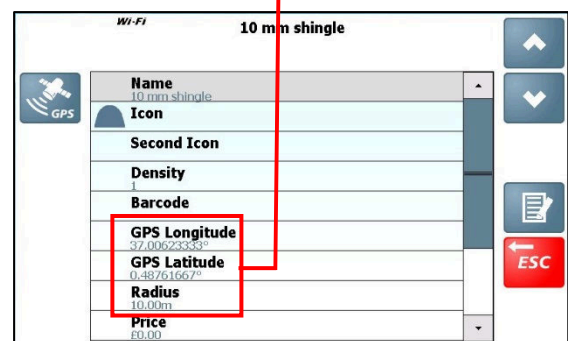 Wi-Fi
10 mm shingle
Name
10 mm shingle
GPS
Icon
Second Icon
Density
1
Barcode
GPS Longitude
37.00623333°
GPS Latitude
0.48761667°
ESC
Radius
10.00m
Price
£0.00